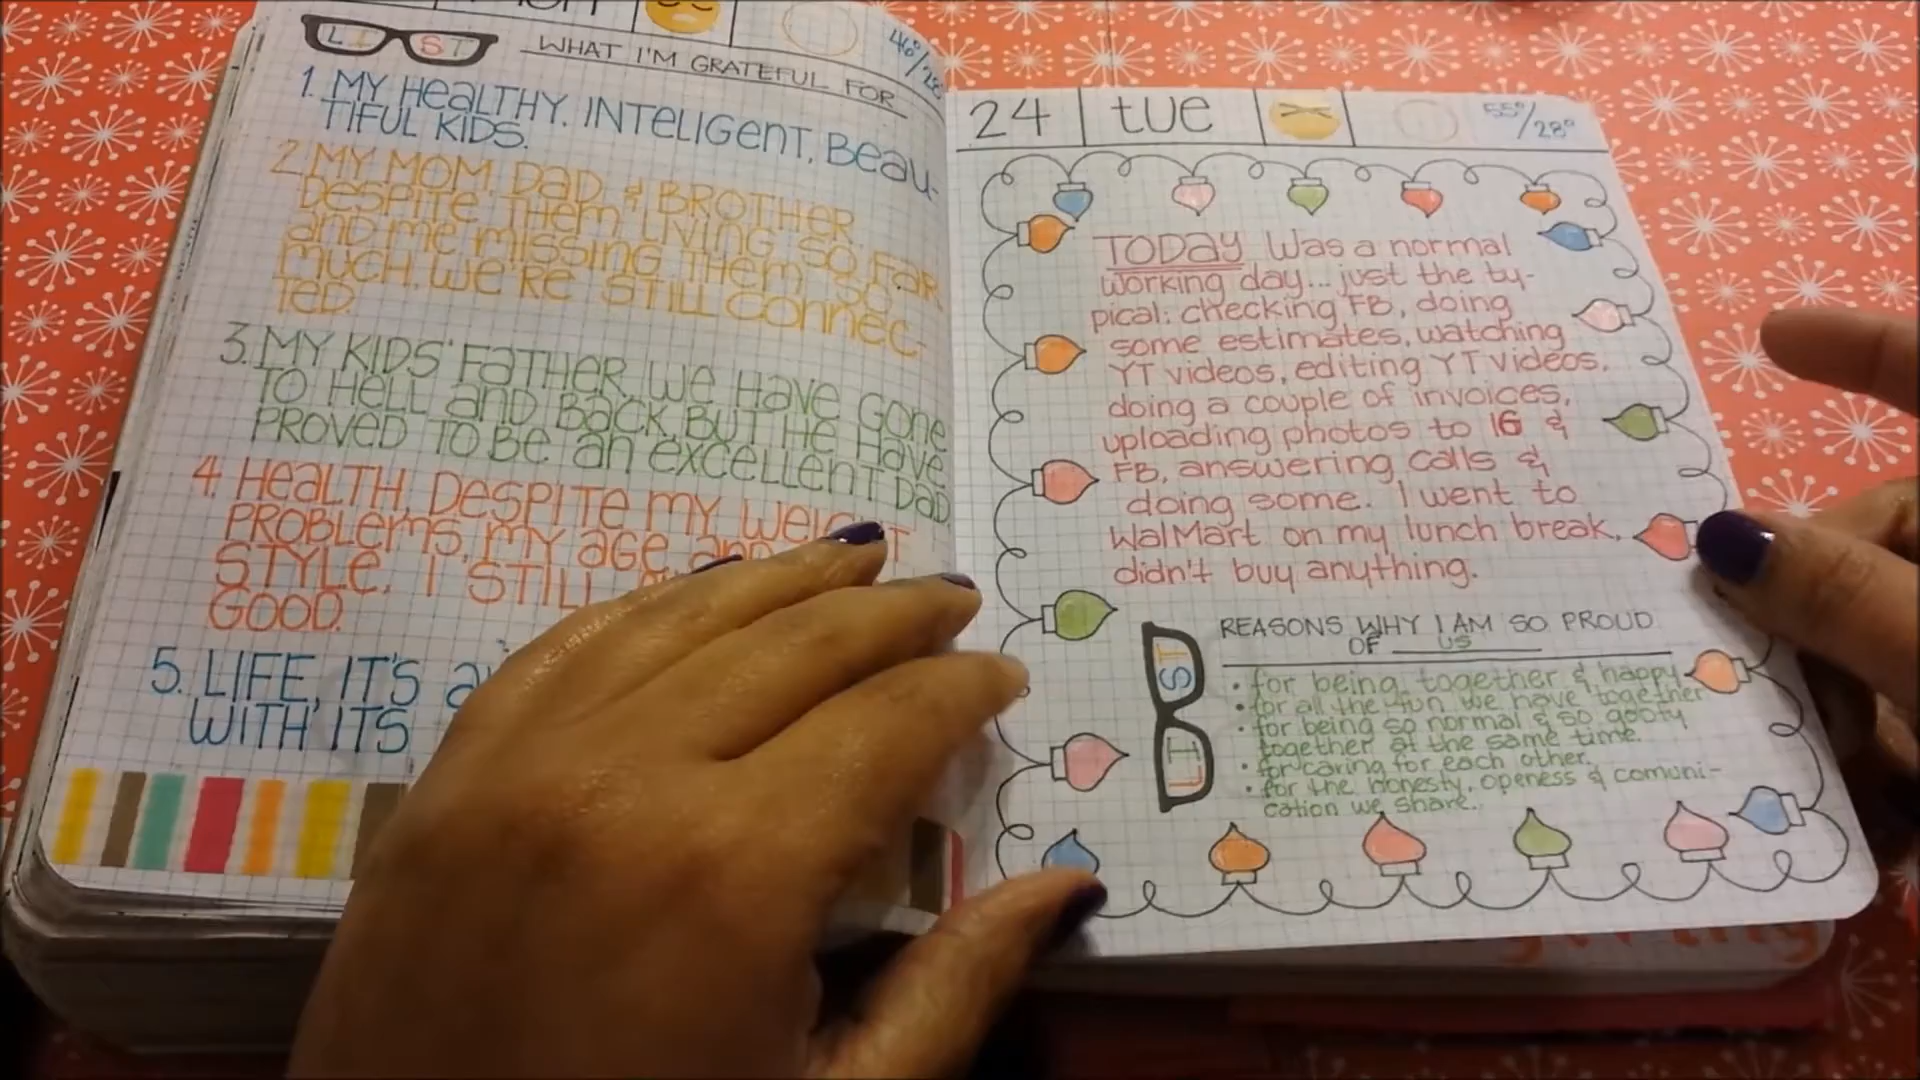 LIST
WHAT I'M GRATEFUL FOR
46°/
1. MY HEALTHY, INTELIGENT, BEAU-
TIFUL KIDS.
2. MY MOM, DAD & BROTHER
DESPITE THEM LIVING SO FAR
AND ME MISSING THEM SO
MUCH, WE'RE STILL CONNEC-
TED.
3. MY KIDS' FATHER, WE HAVE GONE
TO HELL AND BACK, BUT HE HAVE
PROVED TO BE AN EXCELLENT DAD.
4. HEALTH, DESPITE MY WEIGHT
PROBLEMS, MY AGE AND
STYLE, I STILL
GOOD.
5. LIFE, IT'S
WITH ITS
24 tue 55°/28°
TODAY was a normal
working day... just the ty-
pical: checking FB, doing
some estimates, watching
YT videos, editing YT videos,
doing a couple of invoices,
uploading photos to IG &
FB, answering calls &
doing some. I went to
WalMart on my lunch break,
didn't buy anything.
LIST
REASONS WHY I AM SO PROUD
OF US
• for being together & happy
• for all the fun we have together
• for being so normal & so goofy
together at the same time.
• for caring for each other.
• for the honesty, openess & comuni-
cation we share.